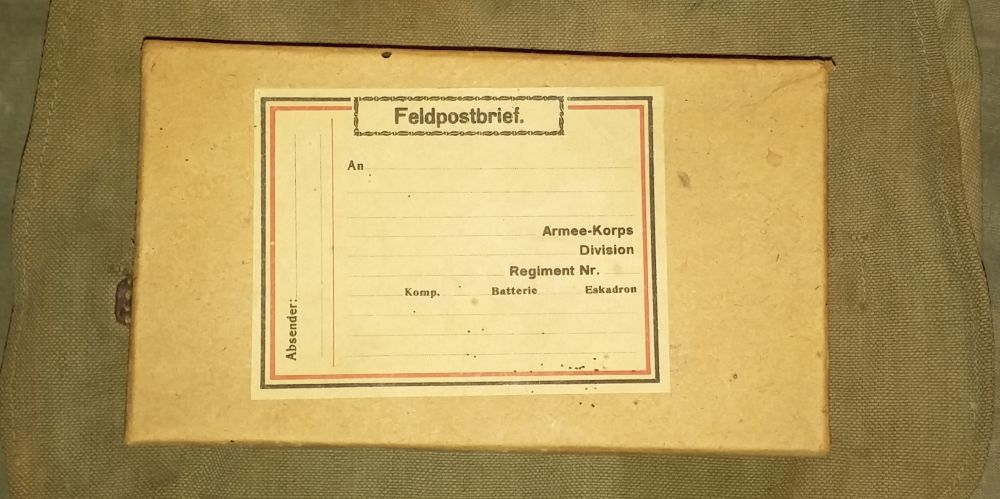 Feldpostbrief.
An
Armee-Korps
Division
Regiment Nr.
Komp. Batterie Eskadron
Absender: